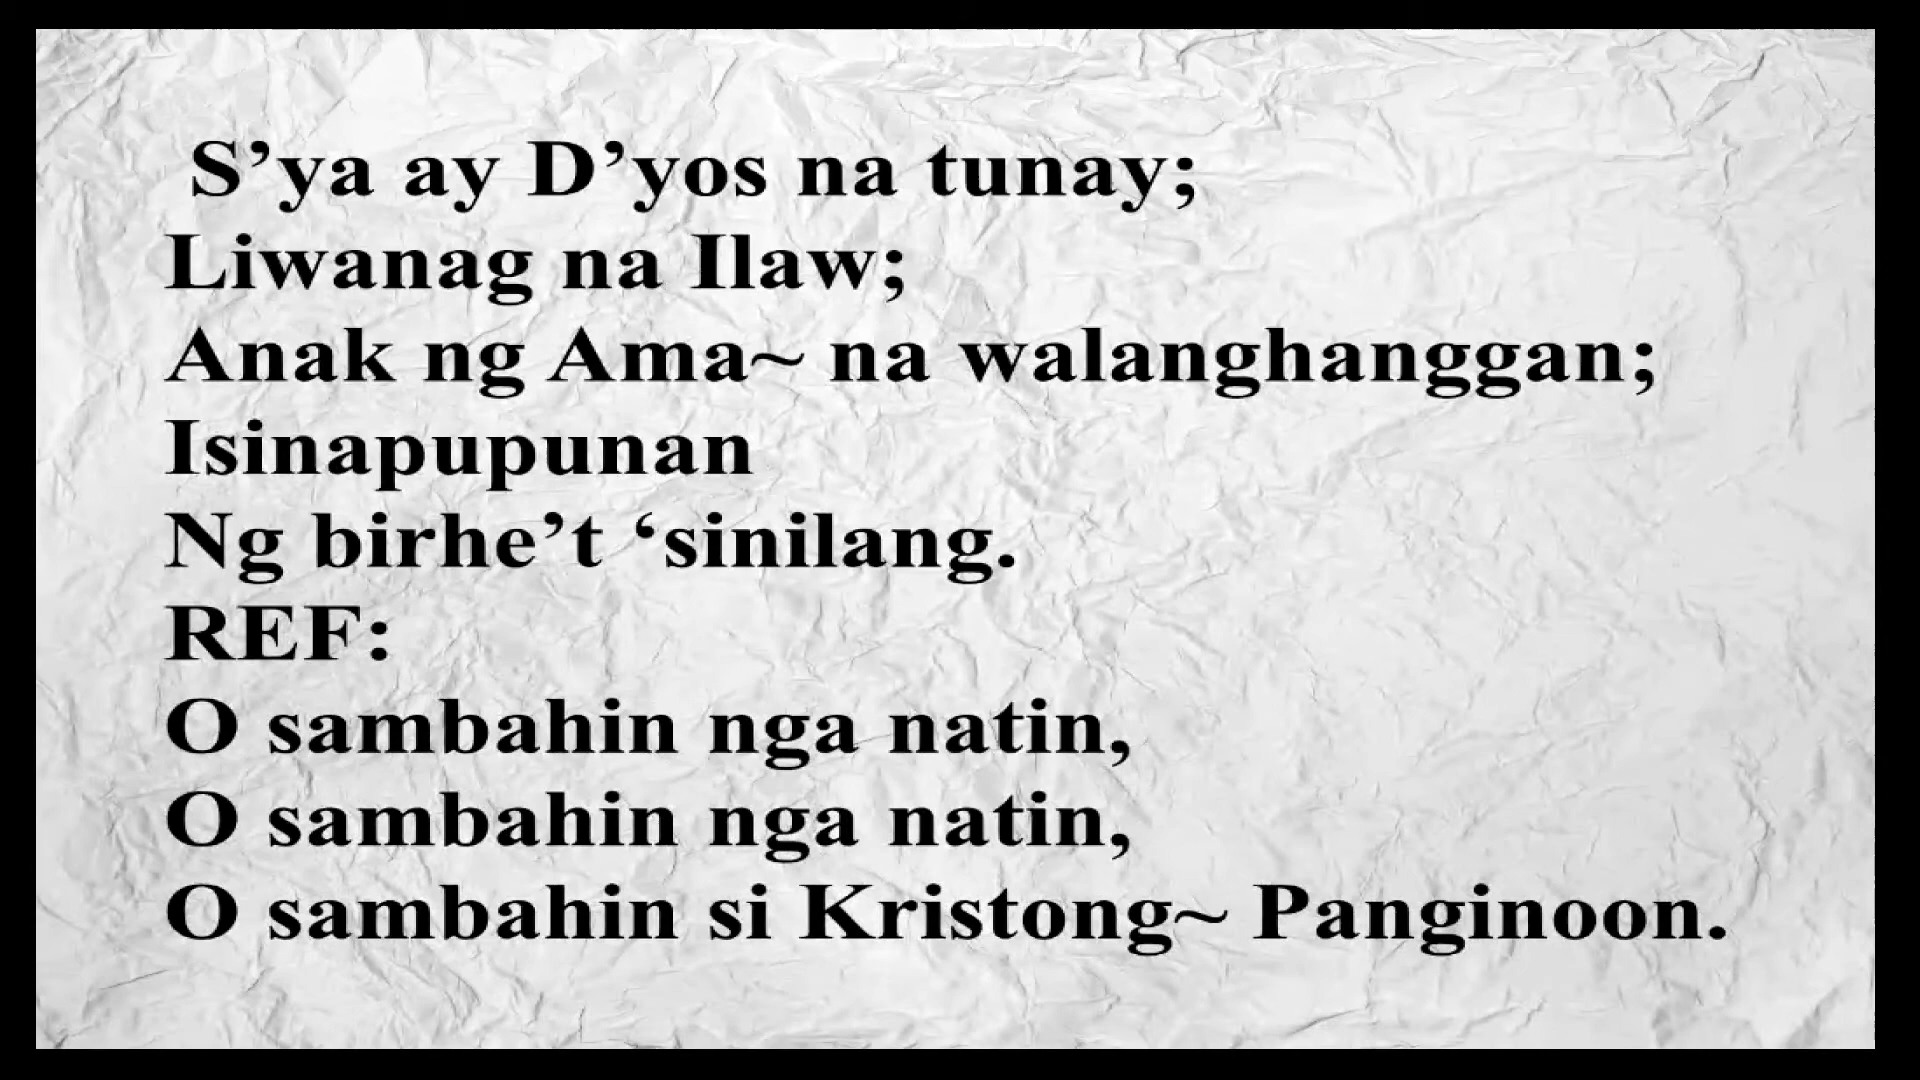 S’ya ay D’yos na tunay;
Liwanag na Ilaw;
Anak ng Ama~ na walanghanggan;
Isinapupunan
Ng birhe’t ‘sinilang.
REF:
O sambahin nga natin,
O sambahin nga natin,
O sambahin si Kristong~ Panginoon.